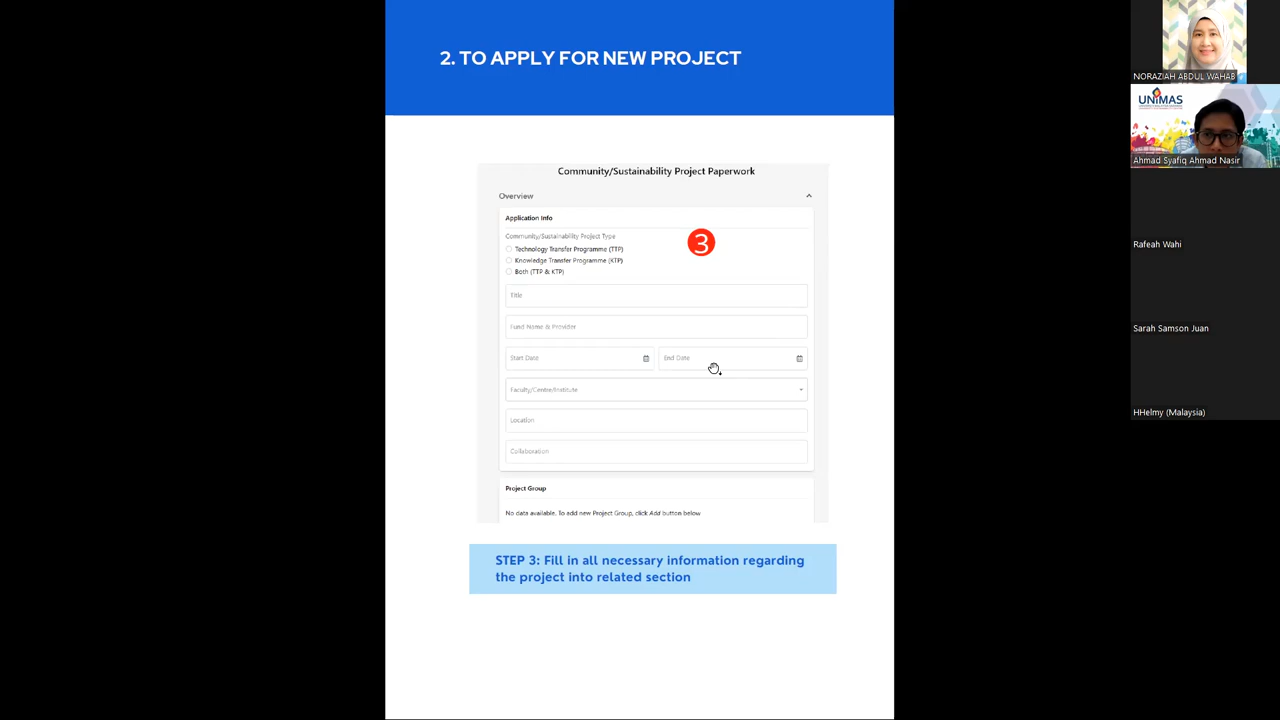 2. TO APPLY FOR NEW PROJECT
Community/Sustainability Project Paperwork
Overview
Application Info
Community/Sustainability Project Type
Technology Transfer Programme (TTP)
Knowledge Transfer Programme (KTP)
Both (TTP & KTP)
3
Title
Fund Name & Provider
Start Date
End Date
Faculty/Centre/Institute
Location
Collaboration
Project Group
No data available. To add new Project Group, click Add button below
STEP 3: Fill in all necessary information regarding
the project into related section
NORAZIAH ABDUL WAHAB
UNIMAS
Ahmad Syafiq Ahmad Nasir
Rafeah Wahi
Sarah Samson Juan
HHelmy (Malaysia)